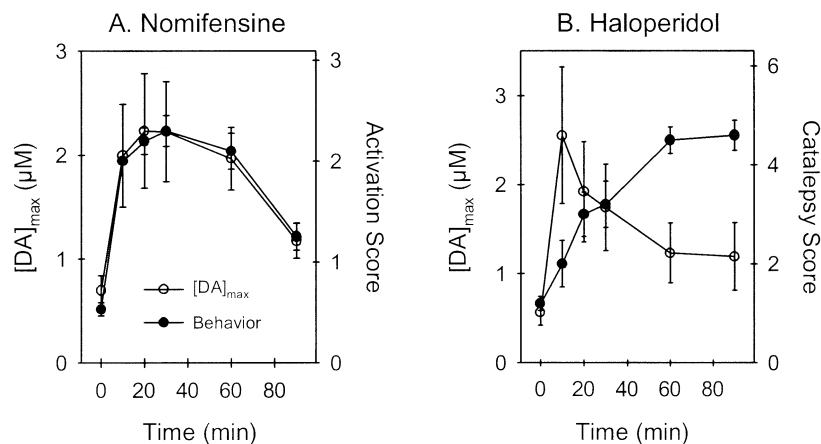 A. Nomifensine
3
2
1
0
[DA]max (μM)
3
2
1
0
Activation Score
[DA]max
Behavior
0 20 40 60 80
Time (min)
B. Haloperidol
3
2
1
0
[DA]max (μM)
6
4
2
0
Catalepsy Score
0 20 40 60 80
Time (min)